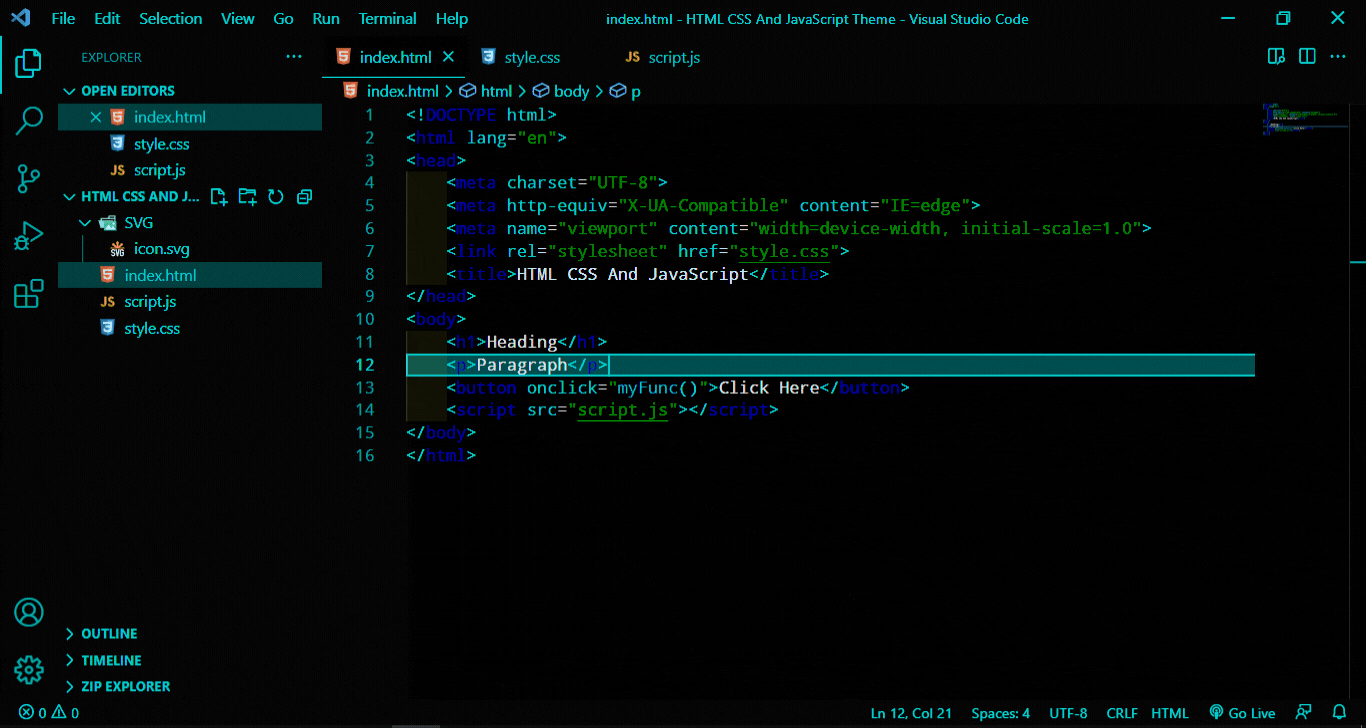 File Edit Selection View Go Run Terminal Help index.html - HTML CSS And JavaScript Theme - Visual Studio Code
EXPLORER
OPEN EDITORS
index.html
style.css
JS script.js
HTML CSS AND J...
SVG
icon.svg
index.html
JS script.js
style.css
OUTLINE
TIMELINE
ZIP EXPLORER
index.html style.css JS script.js
index.html > html > body > p
1 <!DOCTYPE html>
2 <html lang="en">
3 <head>
4 <meta charset="UTF-8">
5 <meta http-equiv="X-UA-Compatible" content="IE=edge">
6 <meta name="viewport" content="width=device-width, initial-scale=1.0">
7 <link rel="stylesheet" href="style.css">
8 <title>HTML CSS And JavaScript</title>
9 </head>
10 <body>
11 <h1>Heading</h1>
12 <p>Paragraph</p>
13 <button onclick="myFunc()">Click Here</button>
14 <script src="script.js"></script>
15 </body>
16 </html>
0 0 Ln 12, Col 21 Spaces: 4 UTF-8 CRLF HTML Go Live